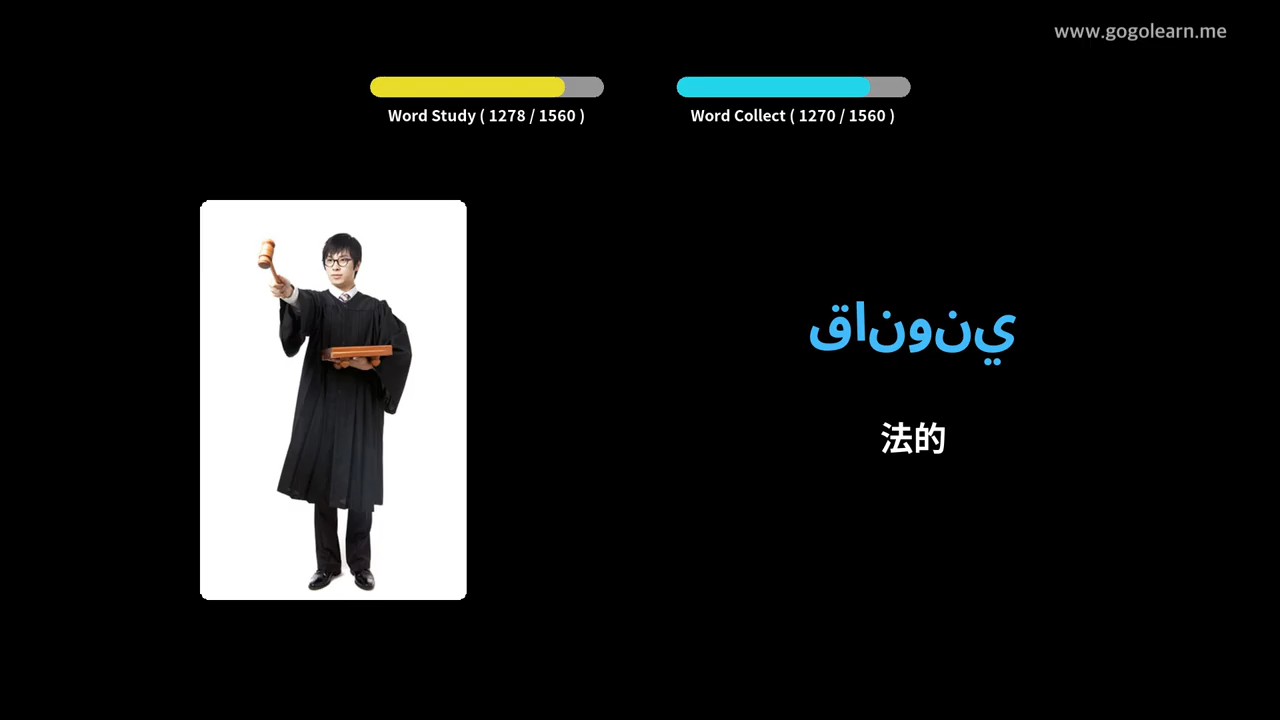 www.gogolearn.me
Word Study ( 1278 / 1560 )
Word Collect ( 1270 / 1560 )
قانوني
法的